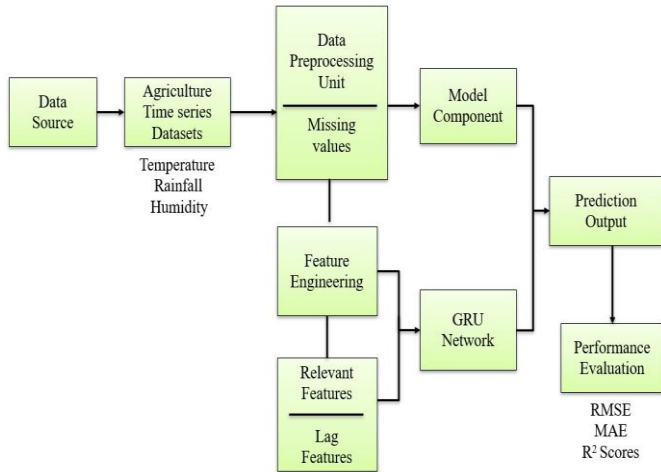 Data
Source
Agriculture
Time series
Datasets
Temperature
Rainfall
Humidity
Data
Preprocessing
Unit
Missing
values
Model
Component
Feature
Engineering
Relevant
Features
Lag
Features
GRU
Network
Prediction
Output
Performance
Evaluation
RMSE
MAE
R² Scores